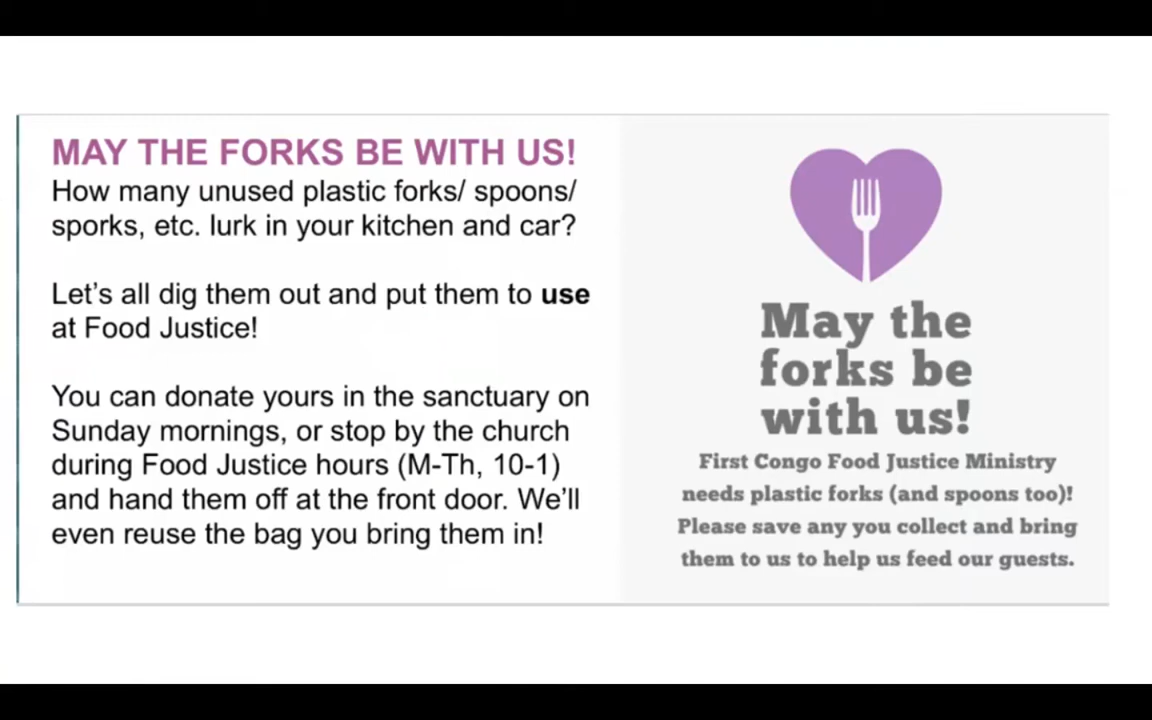 MAY THE FORKS BE WITH US!
How many unused plastic forks/ spoons/
sporks, etc. lurk in your kitchen and car?
Let's all dig them out and put them to use
at Food Justice!
You can donate yours in the sanctuary on
Sunday mornings, or stop by the church
during Food Justice hours (M-Th, 10-1)
and hand them off at the front door. We'll
even reuse the bag you bring them in!
May the
forks be
with us!
First Congo Food Justice Ministry
needs plastic forks (and spoons too)!
Please save any you collect and bring
them to us to help us feed our guests.